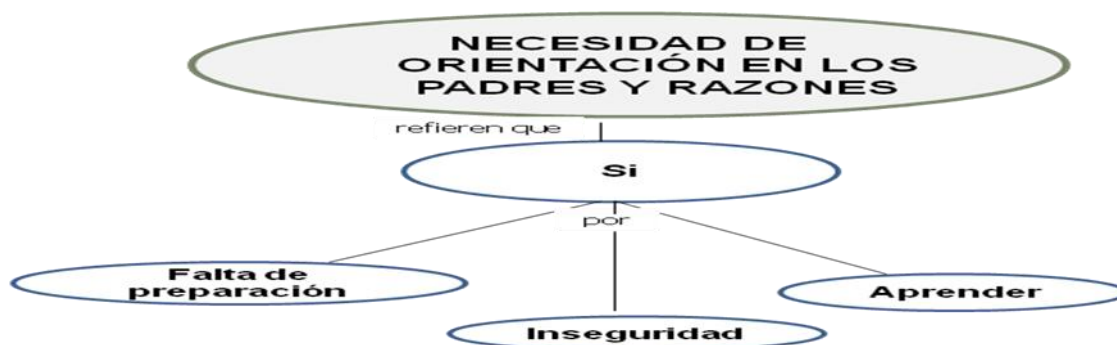 NECESIDAD DE
ORIENTACIÓN EN LOS
PADRES Y RAZONES
refieren que
Si
por
Falta de
preparación
Aprender
Inseguridad